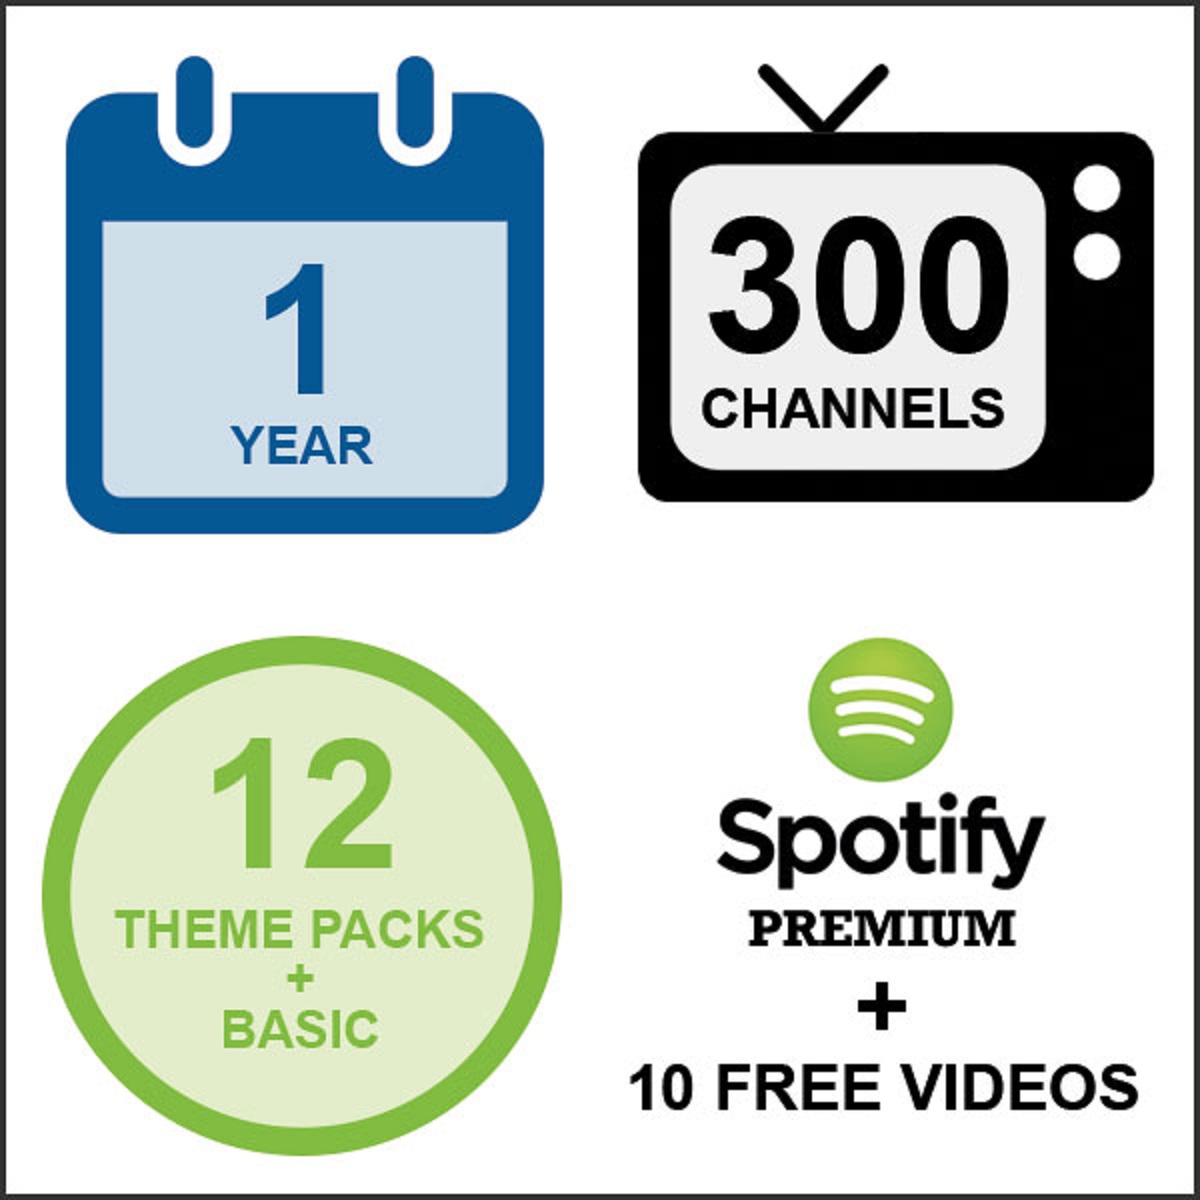 1
YEAR
300
CHANNELS
12
THEME PACKS
+
BASIC
Spotify
PREMIUM
+
10 FREE VIDEOS